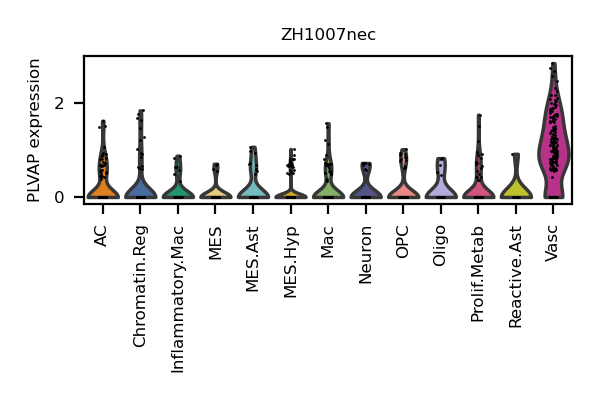 ZH1007nec
PLVAP expression
2
0
AC
Chromatin.Reg
Inflammatory.Mac
MES
MES.Ast
MES.Hyp
Mac
Neuron
OPC
Oligo
Prolif.Metab
Reactive.Ast
Vasc